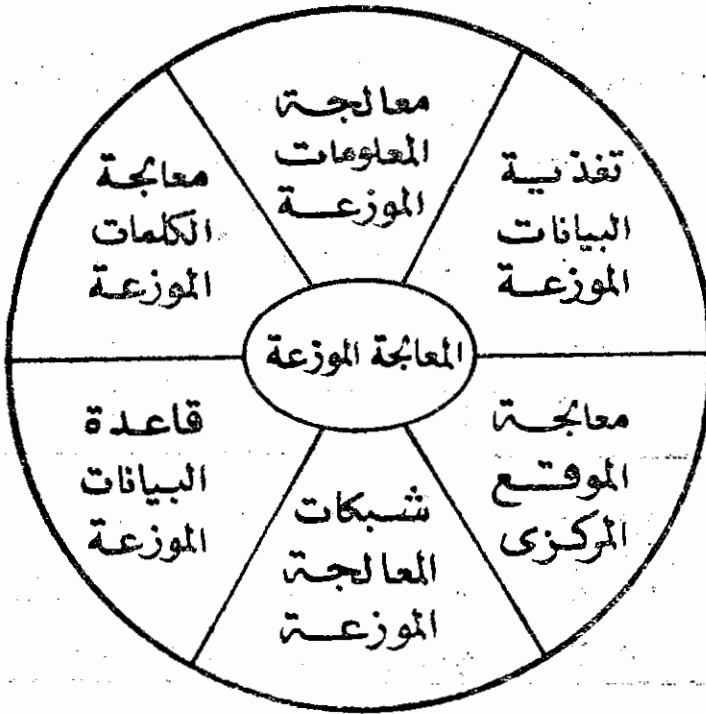 معالجة
المعلومات
الموزعة
تغذية
البيانات
الموزعة
معالجة
الكلمات
الموزعة
المعالجة الموزعة
معالجة
الموقع
المركزى
قاعدة
البيانات
الموزعة
شبكات
المعالجة
الموزعة